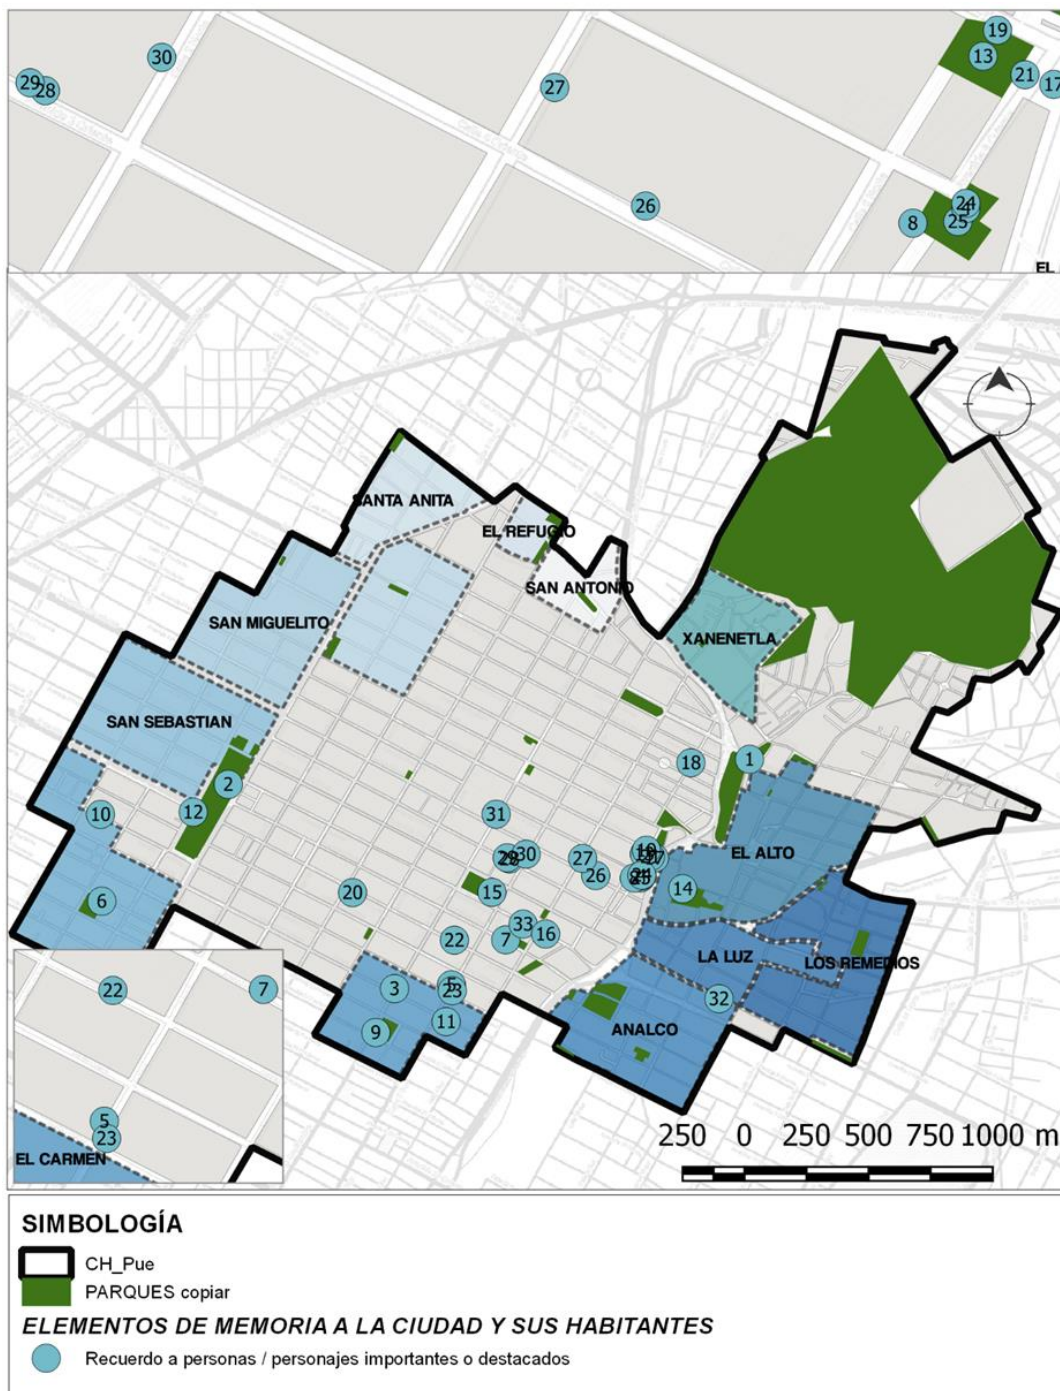 19
30
13
29
21
28
27
17
26
24
8
25
SANTA ANITA
EL REFUGIO
SAN ANTONIO
SAN MIGUELITO
XANENETLA
SAN SEBASTIAN
18
1
2
12
10
31
EL ALTO
30
27
26
14
20
15
6
33
16
22
7
LA LUZ
LOS REMEDIOS
3
5
23
32
11
9
ANALCO
22
7
5
23
EL CARMEN
250 0 250 500 750 1000 m
SIMBOLOGÍA
CH_Pue
PARQUES copiar
ELEMENTOS DE MEMORIA A LA CIUDAD Y SUS HABITANTES
Recuerdo a personas / personajes importantes o destacados